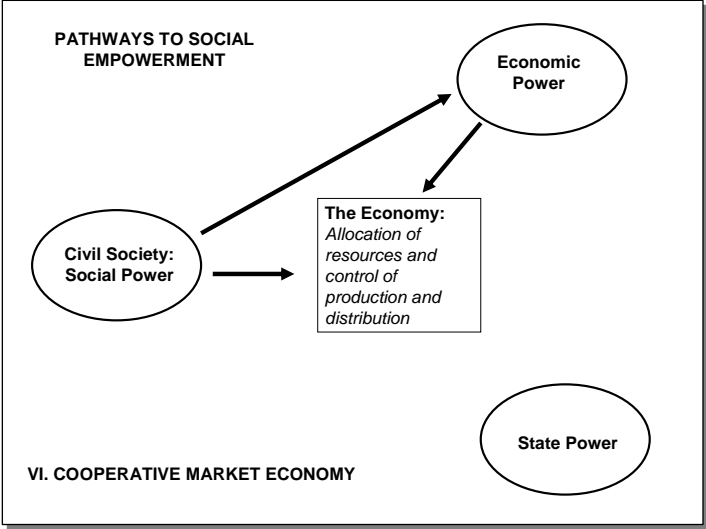 PATHWAYS TO SOCIAL
EMPOWERMENT
Economic
Power
The Economy:
Allocation of
resources and
control of
production and
distribution
Civil Society:
Social Power
State Power
VI. COOPERATIVE MARKET ECONOMY